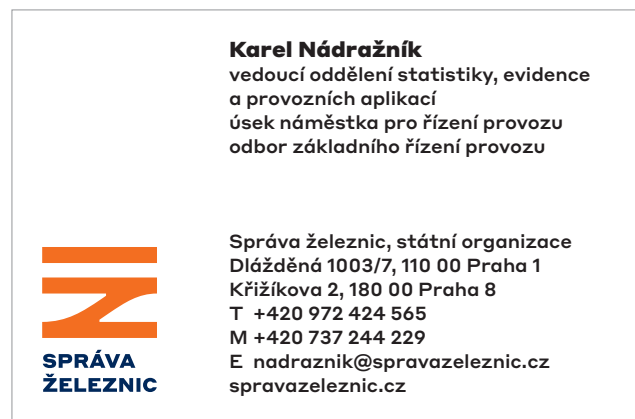 Karel Nádražník
vedoucí oddělení statistiky, evidence
a provozních aplikací
úsek náměstka pro řízení provozu
odbor základního řízení provozu
Správa železnic, státní organizace
Dlážděná 1003/7, 110 00 Praha 1
Křižíkova 2, 180 00 Praha 8
T +420 972 424 565
M +420 737 244 229
E nadraznik@spravazeleznic.cz
spravazeleznic.cz
SPRÁVA
ŽELEZNIC